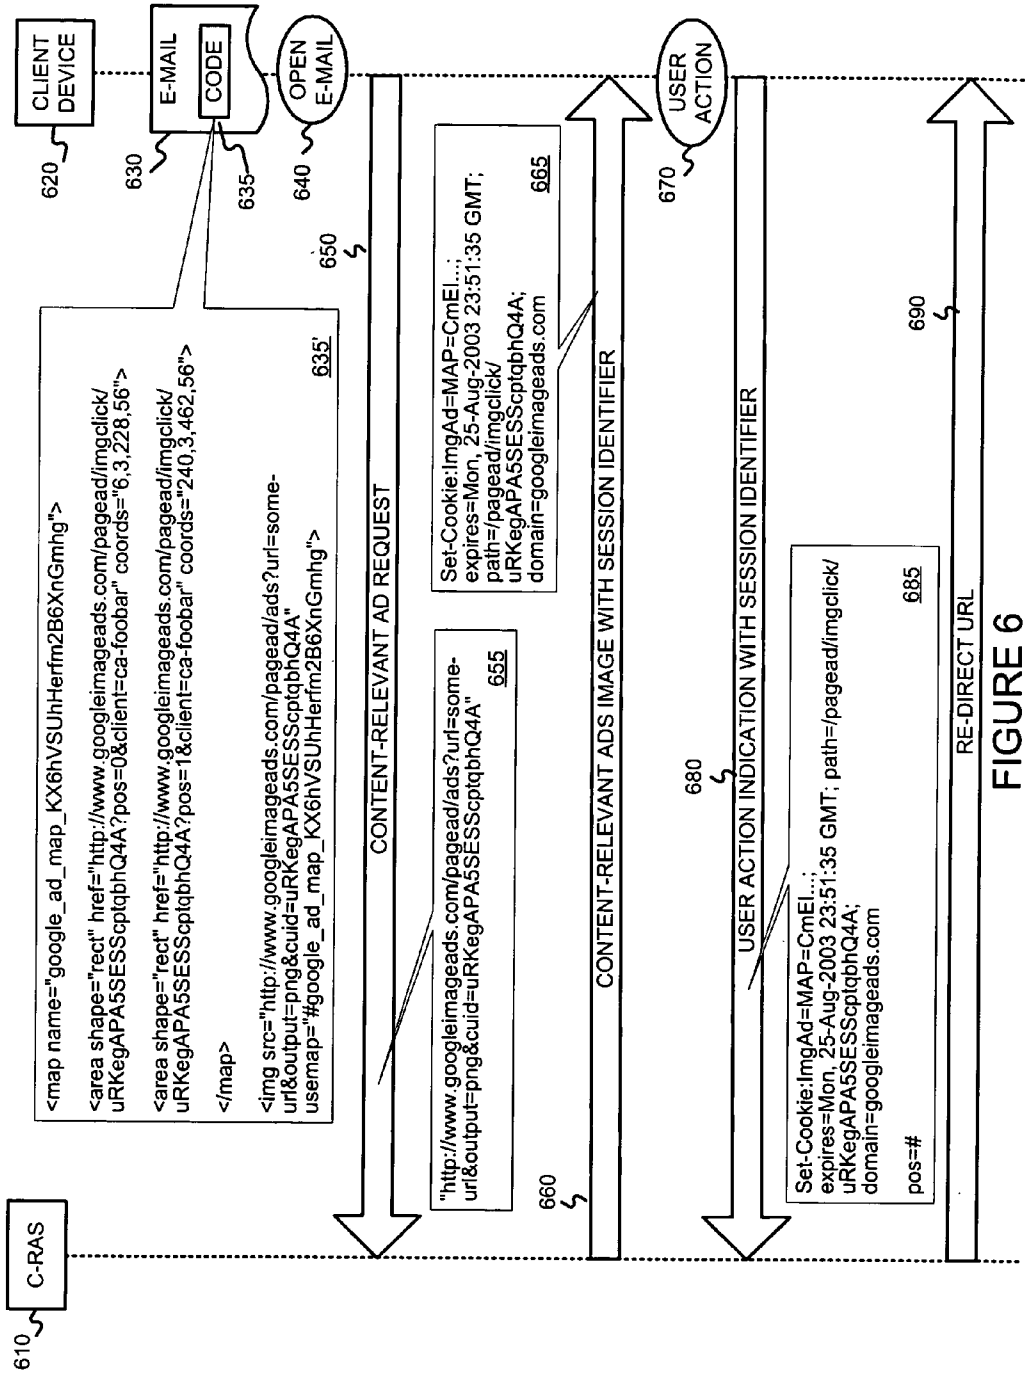 610
C-RAS
CLIENT
DEVICE
620
E-MAIL
CODE
630
635
OPEN
E-MAIL
640
<map name="google_ad_map_KX6hVSUhHerfm2B6XnGmhg">
<area shape="rect" href="http://www.googleimageads.com/pagead/imgclick/
uRKegAPA5SESScptqbhQ4A?pos=0&client=ca-foobar" coords="6,3,228,56">
<area shape="rect" href="http://www.googleimageads.com/pagead/imgclick/
uRKegAPA5SESScptqbhQ4A?pos=1&client=ca-foobar" coords="240,3,462,56">
</map>
<img src="http://www.googleimageads.com/pagead/ads?url=some-
url&output=png&cuid=uRKegAPA5SESScptqbhQ4A"
usemap="#google_ad_map_KX6hVSUhHerfm2B6XnGmhg">
635'
650
CONTENT-RELEVANT AD REQUEST
"http://www.googleimageads.com/pagead/ads?url=some-
url&output=png&cuid=uRKegAPA5SESScptqbhQ4A"
655
Set-Cookie:ImgAd=MAP=CmEI...;
expires=Mon, 25-Aug-2003 23:51:35 GMT;
path=/pagead/imgclick/
uRKegAPA5SESScptqbhQ4A;
domain=googleimageads.com
665
660
CONTENT-RELEVANT ADS IMAGE WITH SESSION IDENTIFIER
USER
ACTION
670
680
USER ACTION INDICATION WITH SESSION IDENTIFIER
Set-Cookie:ImgAd=MAP=CmEI...;
expires=Mon, 25-Aug-2003 23:51:35 GMT; path=/pagead/imgclick/
uRKegAPA5SESScptqbhQ4A;
domain=googleimageads.com
pos=#
685
690
RE-DIRECT URL
FIGURE 6